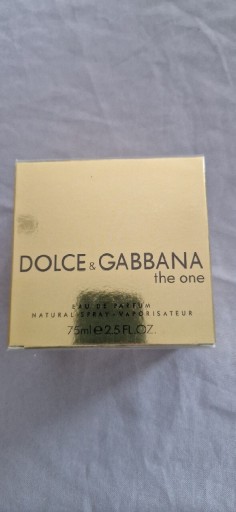 DOLCE & GABBANA
the one
EAU DE PARFUM
NATURAL SPRAY - VAPORISATEUR
75ml e 2.5 FL.OZ.